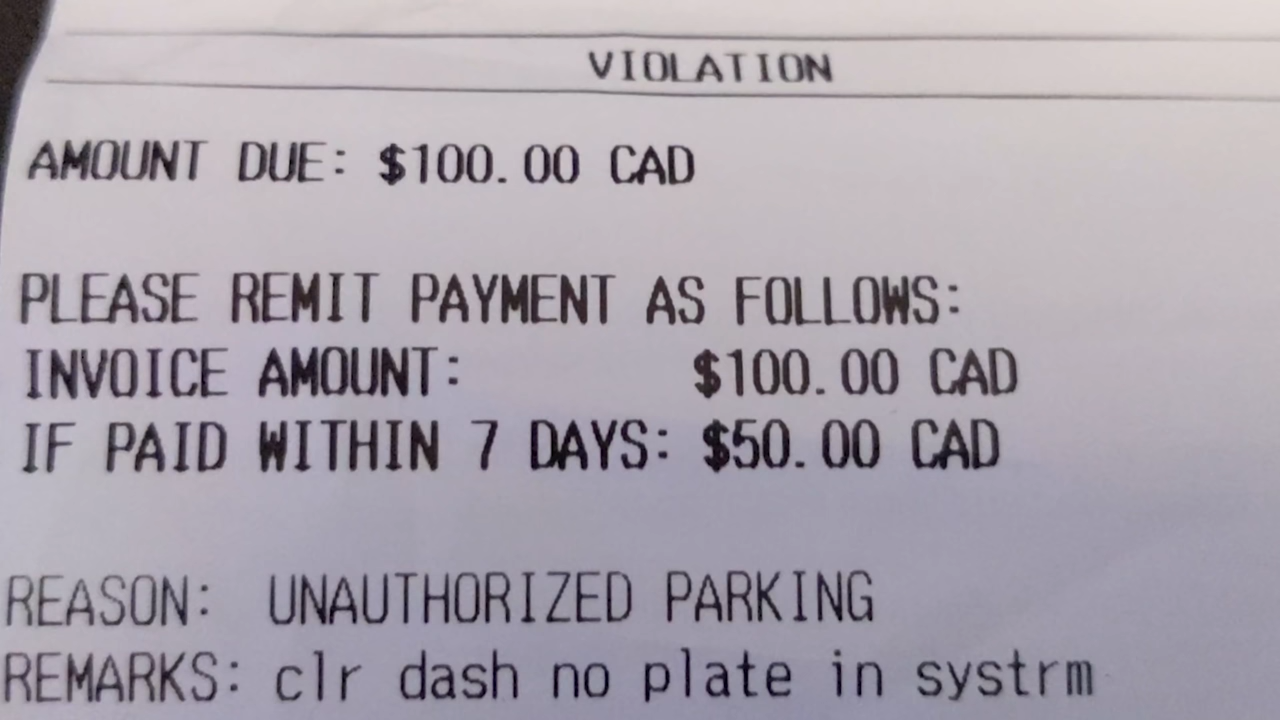 VIOLATION
AMOUNT DUE: $100.00 CAD
PLEASE REMIT PAYMENT AS FOLLOWS:
INVOICE AMOUNT: $100.00 CAD
IF PAID WITHIN 7 DAYS: $50.00 CAD
REASON: UNAUTHORIZED PARKING
REMARKS: clr dash no plate in systrm